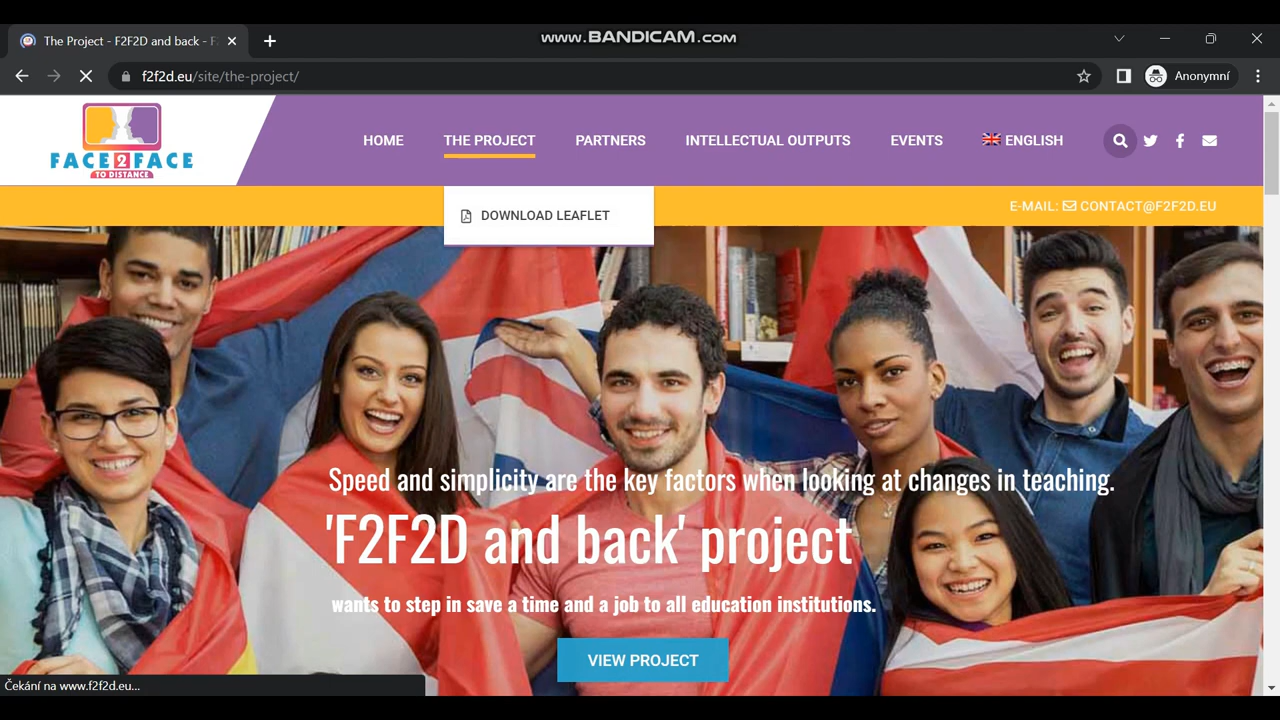 www.BANDICAM.com
The Project - F2F2D and back - F
f2f2d.eu/site/the-project/
Anonymní
FACE2FACE
TO DISTANCE
HOME
THE PROJECT
PARTNERS
INTELLECTUAL OUTPUTS
EVENTS
ENGLISH
DOWNLOAD LEAFLET
E-MAIL: CONTACT@F2F2D.EU
Speed and simplicity are the key factors when looking at changes in teaching.
'F2F2D and back' project
wants to step in save a time and a job to all education institutions.
VIEW PROJECT
Čekání na www.f2f2d.eu...